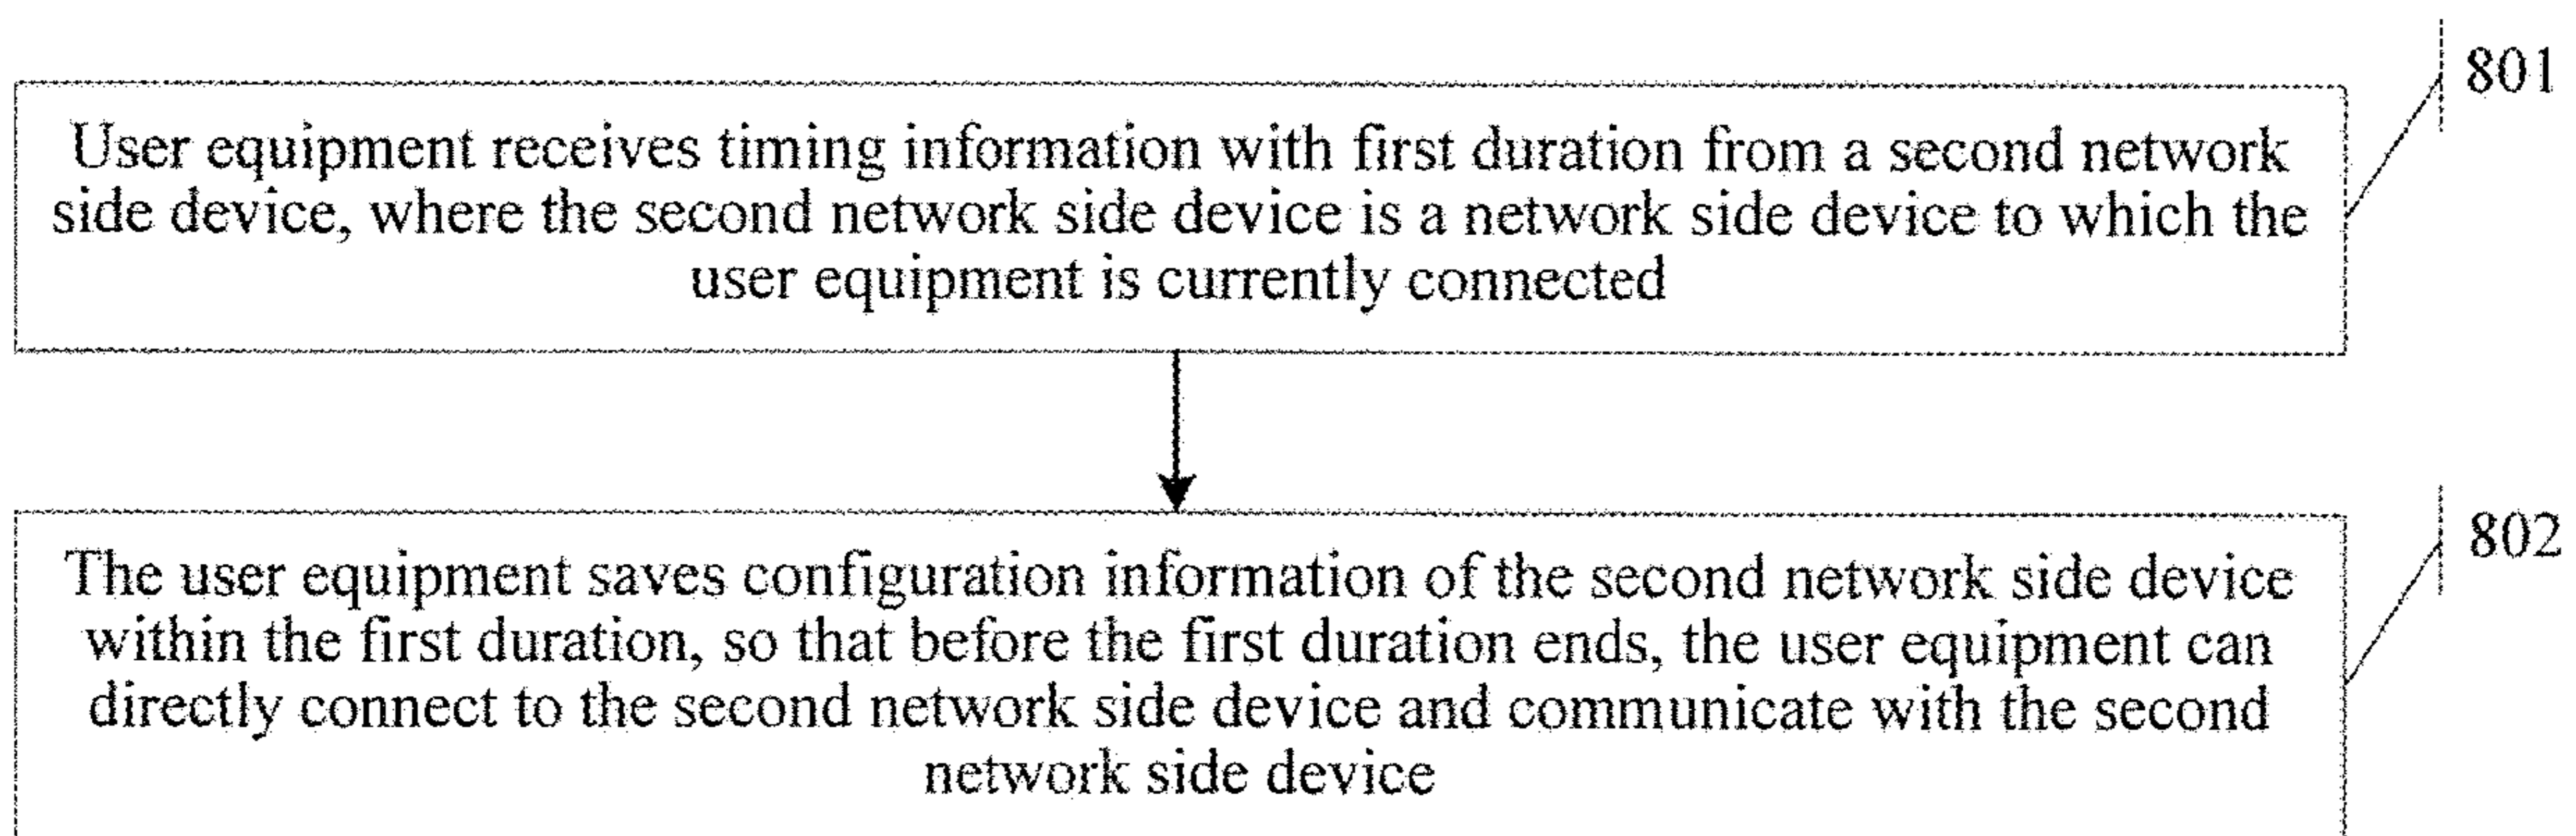 801
User equipment receives timing information with first duration from a second network
side device, where the second network side device is a network side device to which the
user equipment is currently connected
802
The user equipment saves configuration information of the second network side device
within the first duration, so that before the first duration ends, the user equipment can
directly connect to the second network side device and communicate with the second
network side device